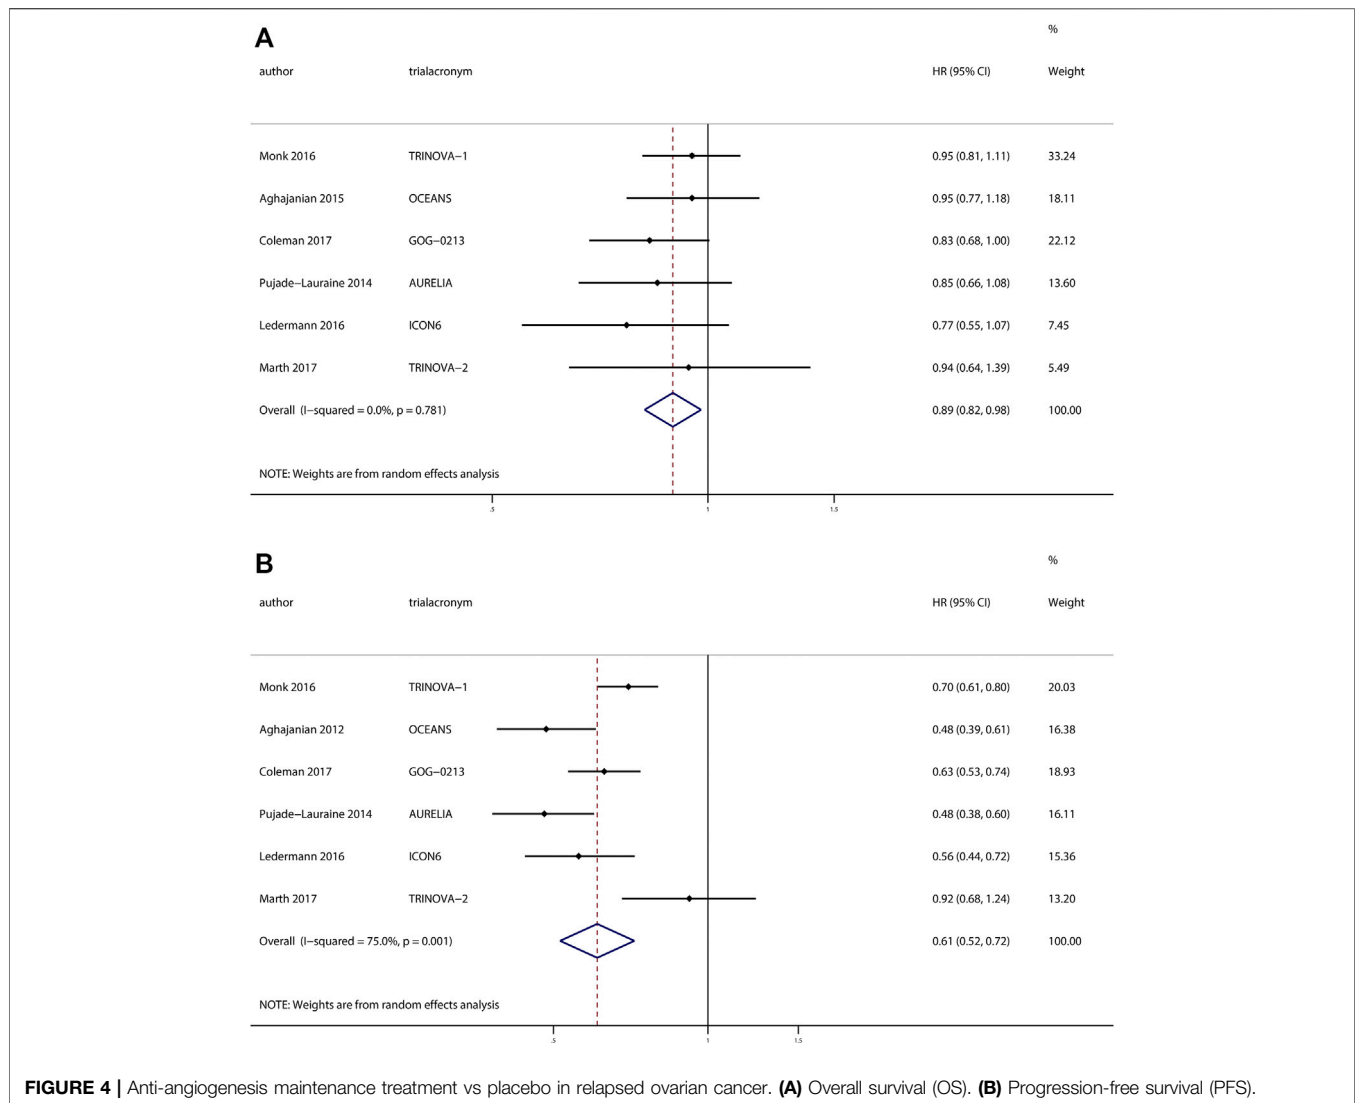 A
%
author trialacronym HR (95% CI) Weight
Monk 2016 TRINOVA−1 0.95 (0.81, 1.11) 33.24
Aghajanian 2015 OCEANS 0.95 (0.77, 1.18) 18.11
Coleman 2017 GOG−0213 0.83 (0.68, 1.00) 22.12
Pujade−Lauraine 2014 AURELIA 0.85 (0.66, 1.08) 13.60
Ledermann 2016 ICON6 0.77 (0.55, 1.07) 7.45
Marth 2017 TRINOVA−2 0.94 (0.64, 1.39) 5.49
Overall (I−squared = 0.0%, p = 0.781) 0.89 (0.82, 0.98) 100.00
NOTE: Weights are from random effects analysis
.5 1 1.5
B
%
author trialacronym HR (95% CI) Weight
Monk 2016 TRINOVA−1 0.70 (0.61, 0.80) 20.03
Aghajanian 2012 OCEANS 0.48 (0.39, 0.61) 16.38
Coleman 2017 GOG−0213 0.63 (0.53, 0.74) 18.93
Pujade−Lauraine 2014 AURELIA 0.48 (0.38, 0.60) 16.11
Ledermann 2016 ICON6 0.56 (0.44, 0.72) 15.36
Marth 2017 TRINOVA−2 0.92 (0.68, 1.24) 13.20
Overall (I−squared = 75.0%, p = 0.001) 0.61 (0.52, 0.72) 100.00
NOTE: Weights are from random effects analysis
.5 1 1.5
FIGURE 4 | Anti-angiogenesis maintenance treatment vs placebo in relapsed ovarian cancer. (A) Overall survival (OS). (B) Progression-free survival (PFS).